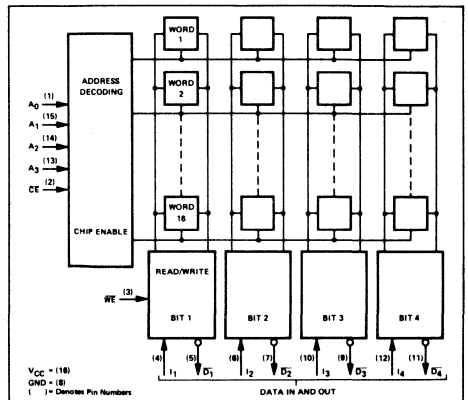 WORD
1
ADDRESS
DECODING
WORD
2
A0 (1)
A1 (15)
A2 (14)
A3 (13)
CE (2)
WORD
16
CHIP ENABLE
READ/WRITE
WE (3)
BIT 1 BIT 2 BIT 3 BIT 4
(4) (5) (6) (7) (10) (9) (12) (11)
I1 D1 I2 D2 I3 D3 I4 D4
VCC = (16)
GND = (8)
( ) = Denotes Pin Numbers
DATA IN AND OUT